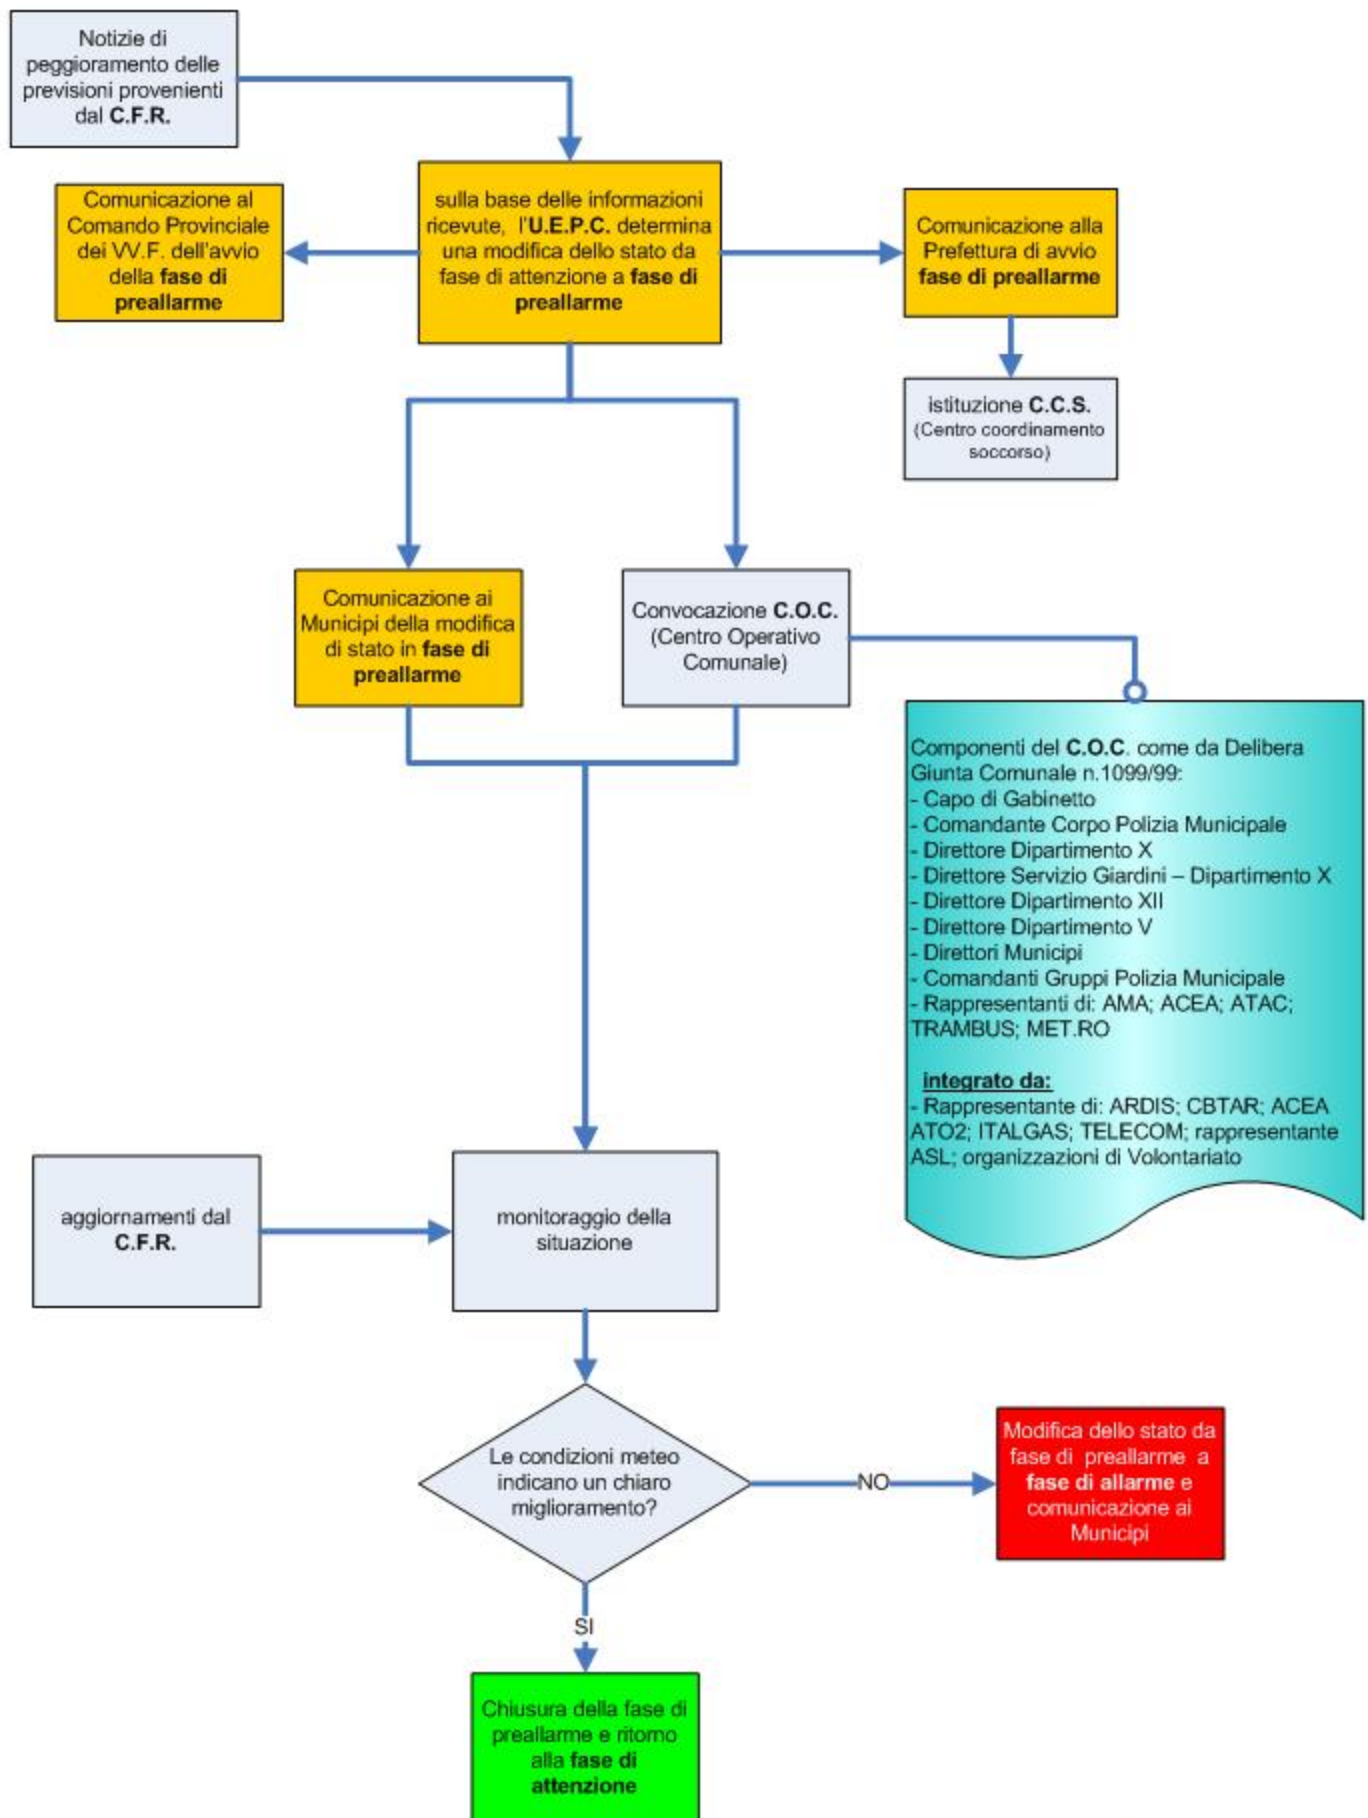 Notizie di
peggioramento delle
previsioni provenienti
dal C.F.R.
Comunicazione al
Comando Provinciale
dei VV.F. dell'avvio
della fase di
preallarme
sulla base delle informazioni
ricevute, l'U.E.P.C. determina
una modifica dello stato da
fase di attenzione a fase di
preallarme
Comunicazione alla
Prefettura di avvio
fase di preallarme
istituzione C.C.S.
(Centro coordinamento
soccorso)
Comunicazione ai
Municipi della modifica
di stato in fase di
preallarme
Convocazione C.O.C.
(Centro Operativo
Comunale)
Componenti del C.O.C. come da Delibera
Giunta Comunale n.1099/99:
- Capo di Gabinetto
- Comandante Corpo Polizia Municipale
- Direttore Dipartimento X
- Direttore Servizio Giardini – Dipartimento X
- Direttore Dipartimento XII
- Direttore Dipartimento V
- Direttori Municipi
- Comandanti Gruppi Polizia Municipale
- Rappresentanti di: AMA; ACEA; ATAC;
TRAMBUS; MET.RO
integrato da:
- Rappresentante di: ARDIS; CBTAR; ACEA
ATO2; ITALGAS; TELECOM; rappresentante
ASL; organizzazioni di Volontariato
aggiornamenti dal
C.F.R.
monitoraggio della
situazione
Le condizioni meteo
indicano un chiaro
miglioramento?
NO
Modifica dello stato da
fase di preallarme a
fase di allarme e
comunicazione ai
Municipi
SI
Chiusura della fase di
preallarme e ritorno
alla fase di
attenzione